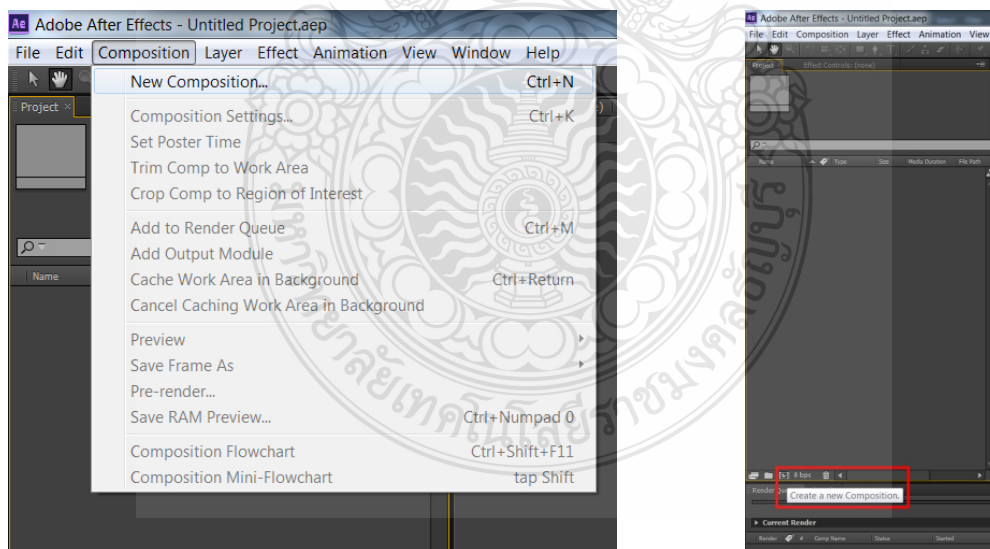 Adobe After Effects - Untitled Project.aep
File Edit Composition Layer Effect Animation View Window Help
Project
New Composition... Ctrl+N
Composition Settings... Ctrl+K
Set Poster Time
Trim Comp to Work Area
Crop Comp to Region of Interest
Add to Render Queue Ctrl+M
Add Output Module
Cache Work Area in Background Ctrl+Return
Cancel Caching Work Area in Background
Preview
Save Frame As
Pre-render...
Save RAM Preview... Ctrl+Numpad 0
Composition Flowchart Ctrl+Shift+F11
Composition Mini-Flowchart tap Shift
Name
Adobe After Effects - Untitled Project.aep
File Edit Composition Layer Effect Animation View
Project Effect Controls: (none)
Name Type Size Media Duration File Path
8 bpc
Create a new Composition.
Current Render
Render # Comp Name Status Started